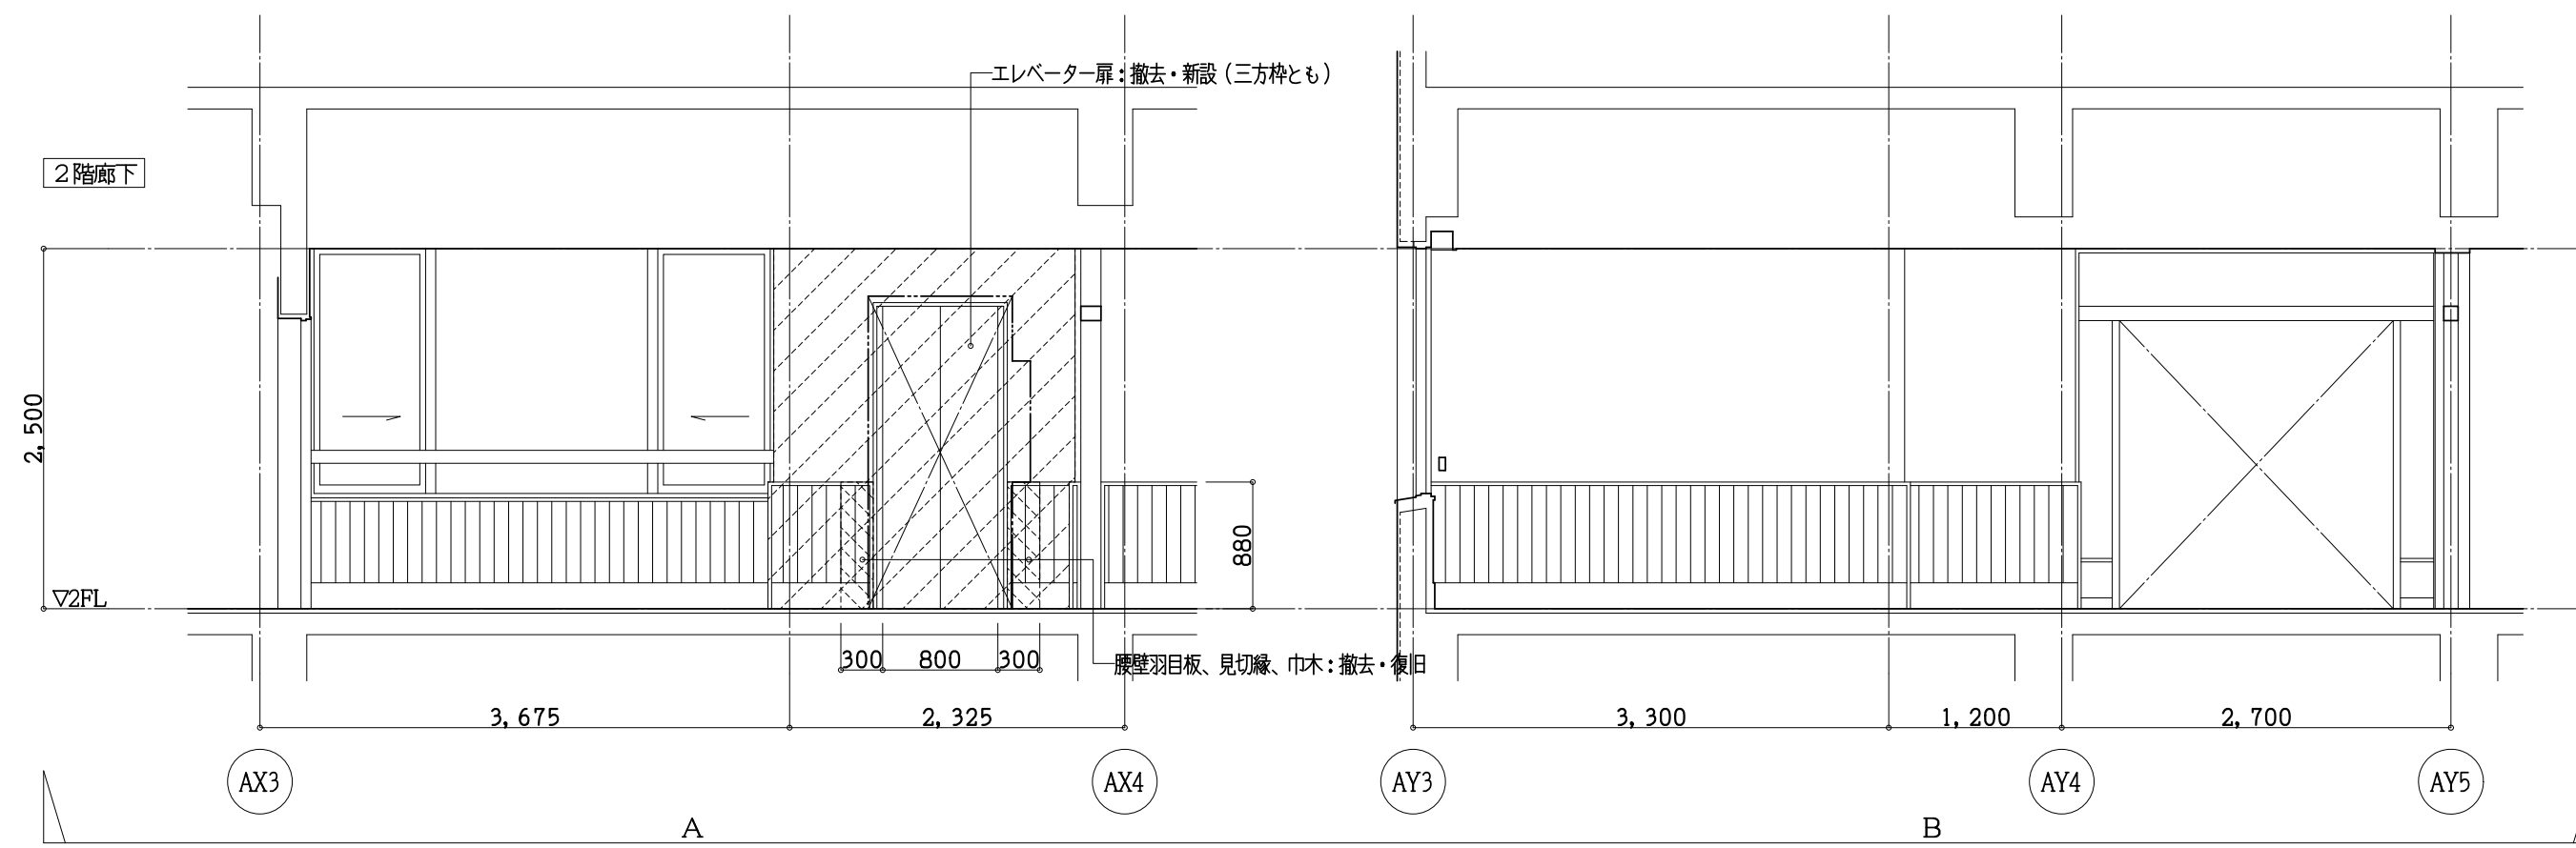 エレベーター扉：撤去・新設（三方枠とも）
２階廊下
2,500
▽2FL
880
300
800
300
腰壁羽目板、見切縁、巾木：撤去・復旧
3,675
2,325
3,300
1,200
2,700
AX3
AX4
AY3
AY4
AY5
A
B